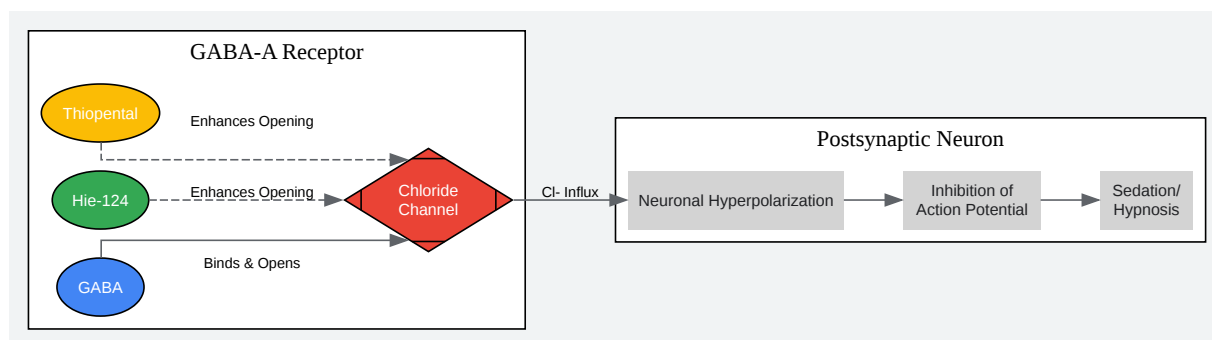 GABA-A Receptor
Thiopental
Enhances Opening
Hie-124
Enhances Opening
Chloride
Channel
GABA
Binds & Opens
Cl- Influx
Postsynaptic Neuron
Neuronal Hyperpolarization
Inhibition of
Action Potential
Sedation/
Hypnosis